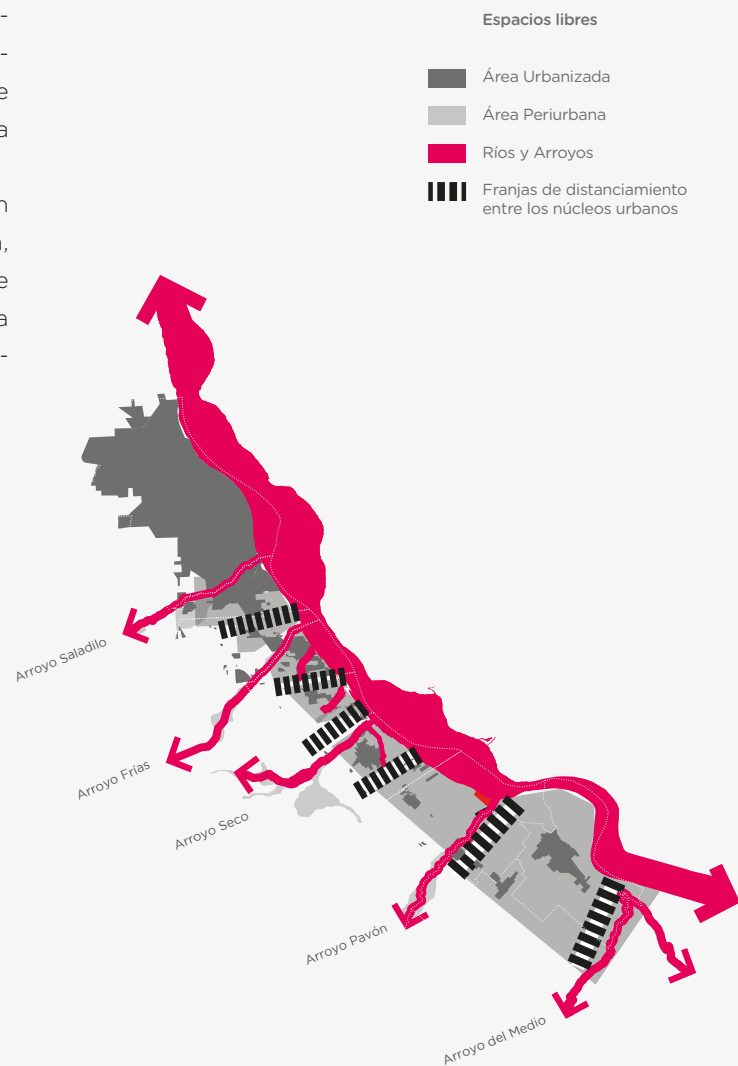 -
-
e
a
n
,
e
a
-
Espacios libres
Área Urbanizada
Área Periurbana
Ríos y Arroyos
Franjas de distanciamiento
entre los núcleos urbanos
Arroyo Saladilo
Arroyo Frías
Arroyo Seco
Arroyo Pavón
Arroyo del Medio